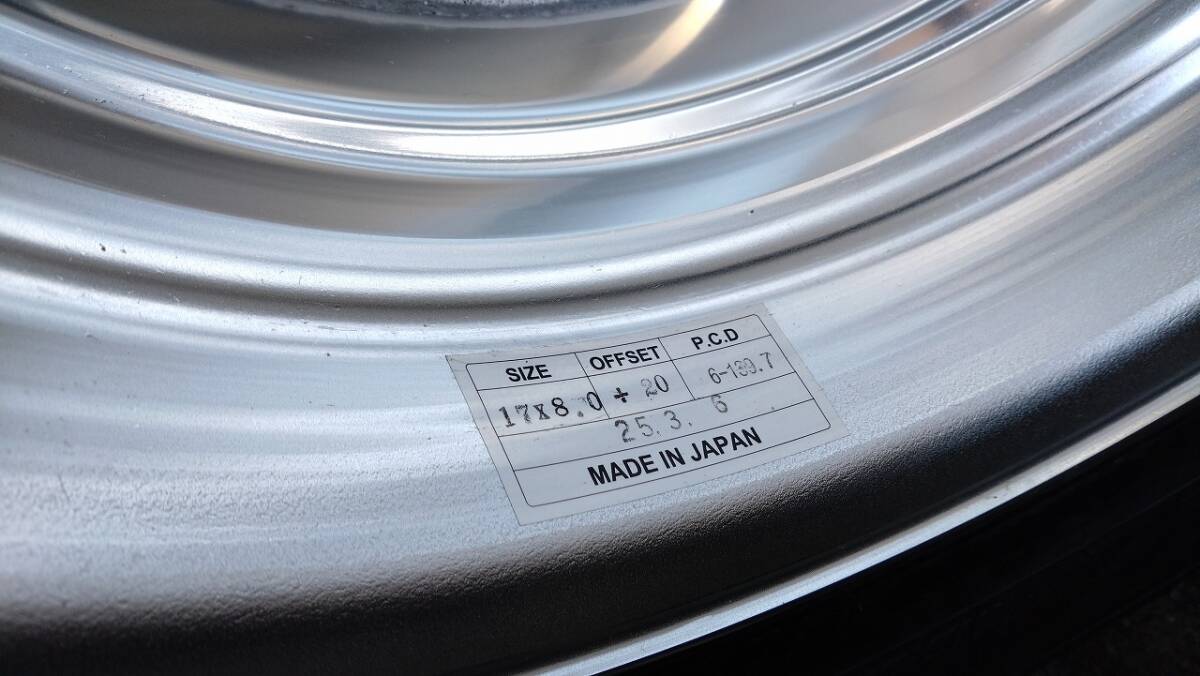 SIZE OFFSET P.C.D
17X8.0 + 20 6-139.7
25.3. 6
MADE IN JAPAN